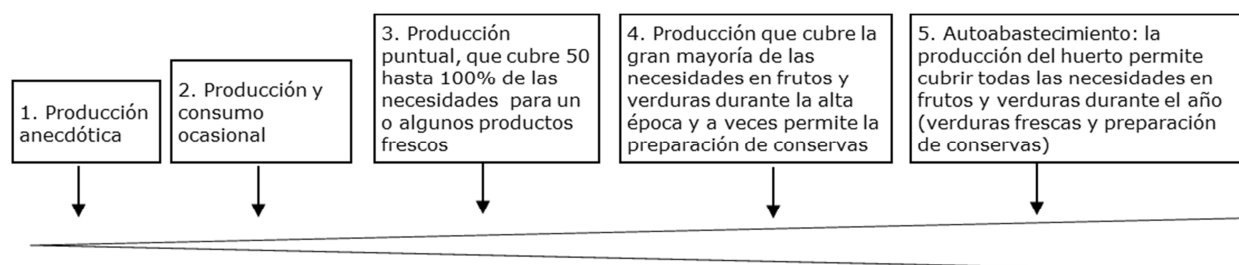 1. Producción
anecdótica
2. Producción y
consumo
ocasional
3. Producción
puntual, que cubre 50
hasta 100% de las
necesidades para un
o algunos productos
frescos
4. Producción que cubre la
gran mayoría de las
necesidades en frutos y
verduras durante la alta
época y a veces permite la
preparación de conservas
5. Autoabastecimiento: la
producción del huerto permite
cubrir todas las necesidades en
frutos y verduras durante el año
(verduras frescas y preparación
de conservas)